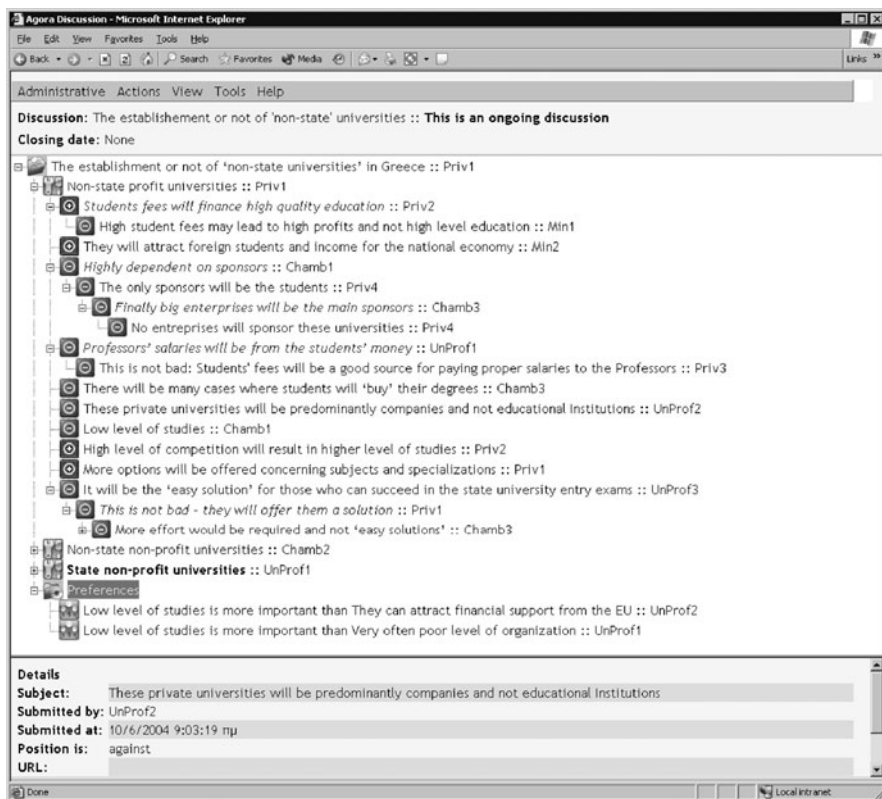 Agora Discussion - Microsoft Internet Explorer
File Edit View Favorites Tools Help
Back Search Favorites Media Links »
Administrative Actions View Tools Help
Discussion: The establishement or not of 'non-state' universities :: This is an ongoing discussion
Closing date: None
The establishment or not of ‘non-state universities’ in Greece :: Priv1
Non-state profit universities :: Priv1
Students fees will finance high quality education :: Priv2
High student fees may lead to high profits and not high level education :: Min1
They will attract foreign students and income for the national economy :: Min2
Highly dependent on sponsors :: Chamb1
The only sponsors will be the students :: Priv4
Finally big enterprises will be the main sponsors :: Chamb3
No entreprises will sponsor these universities :: Priv4
Professors’ salaries will be from the students’ money :: UnProf1
This is not bad: Students' fees will be a good source for paying proper salaries to the Professors :: Priv3
There will be many cases where students will ‘buy’ their degrees :: Chamb3
These private universities will be predominantly companies and not educational institutions :: UnProf2
Low level of studies :: Chamb1
High level of competition will result in higher level of studies :: Priv2
More options will be offered concerning subjects and specializations :: Priv1
It will be the ‘easy solution’ for those who can succeed in the state university entry exams :: UnProf3
This is not bad - they will offer them a solution :: Priv1
More effort would be required and not ‘easy solutions’ :: Chamb3
Non-state non-profit universities :: Chamb2
State non-profit universities :: UnProf1
Preferences
Low level of studies is more important than They can attract financial support from the EU :: UnProf2
Low level of studies is more important than Very often poor level of organization :: UnProf1
Details
Subject: These private universities will be predominantly companies and not educational institutions
Submitted by: UnProf2
Submitted at: 10/6/2004 9:03:19 πμ
Position is: against
URL:
Done Local intranet